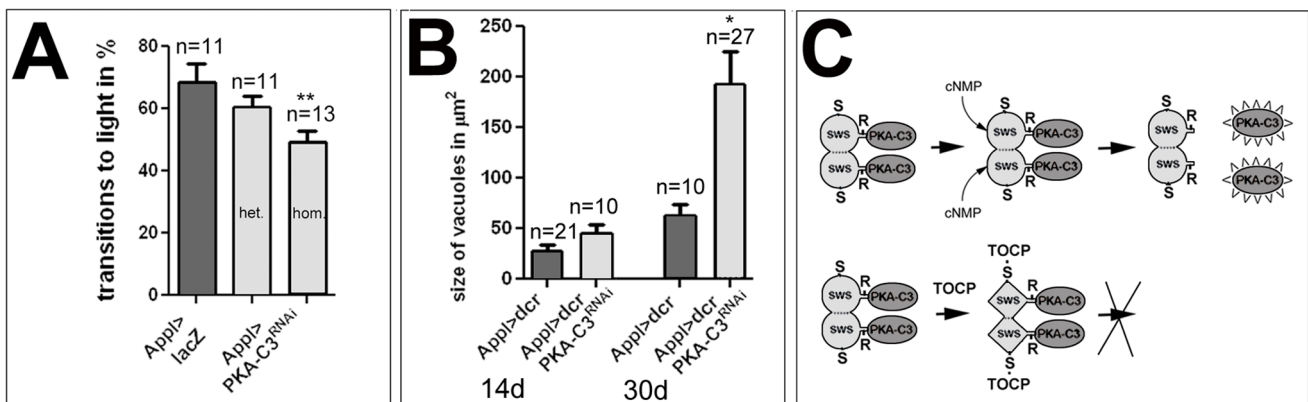 A
transitions to light in %
80
60
40
20
0
n=11
n=11
**
n=13
het.
hom.
Appl>
lacZ
Appl>
PKA-C3RNAi
B
size of vacuoles in µm2
250
200
150
100
50
0
n=21
n=10
n=10
*
n=27
Appl>dcr
Appl>dcr
PKA-C3RNAi
Appl>dcr
Appl>dcr
PKA-C3RNAi
14d
30d
C
S
R
sws
PKA-C3
sws
PKA-C3
R
S
cNMP
S
R
sws
PKA-C3
sws
PKA-C3
R
S
cNMP
S
R
sws
sws
R
S
PKA-C3
PKA-C3
S
R
sws
PKA-C3
sws
PKA-C3
R
S
TOCP
TOCP
S
R
sws
PKA-C3
sws
PKA-C3
R
S
TOCP